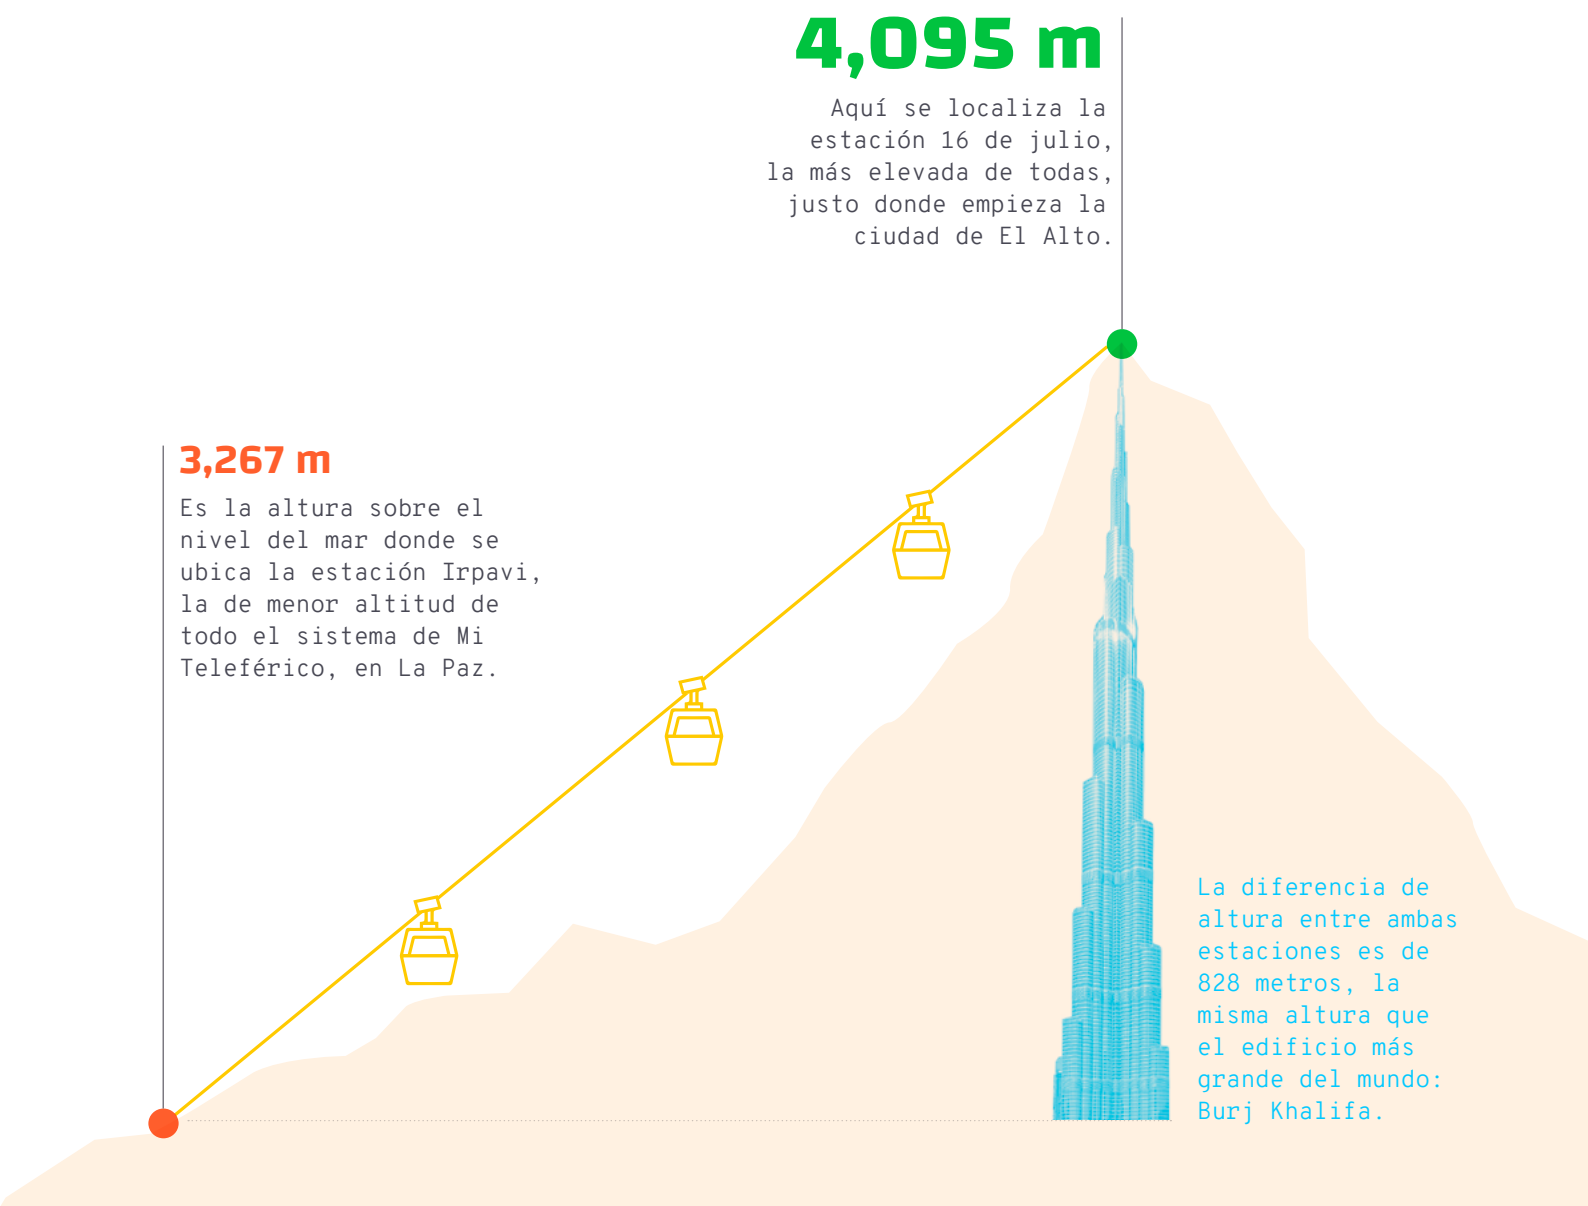 4,095 m
Aquí se localiza la
estación 16 de julio,
la más elevada de todas,
justo donde empieza la
ciudad de El Alto.
3,267 m
Es la altura sobre el
nivel del mar donde se
ubica la estación Irpavi,
la de menor altitud de
todo el sistema de Mi
Teleférico, en La Paz.
La diferencia de
altura entre ambas
estaciones es de
828 metros, la
misma altura que
el edificio más
grande del mundo:
Burj Khalifa.